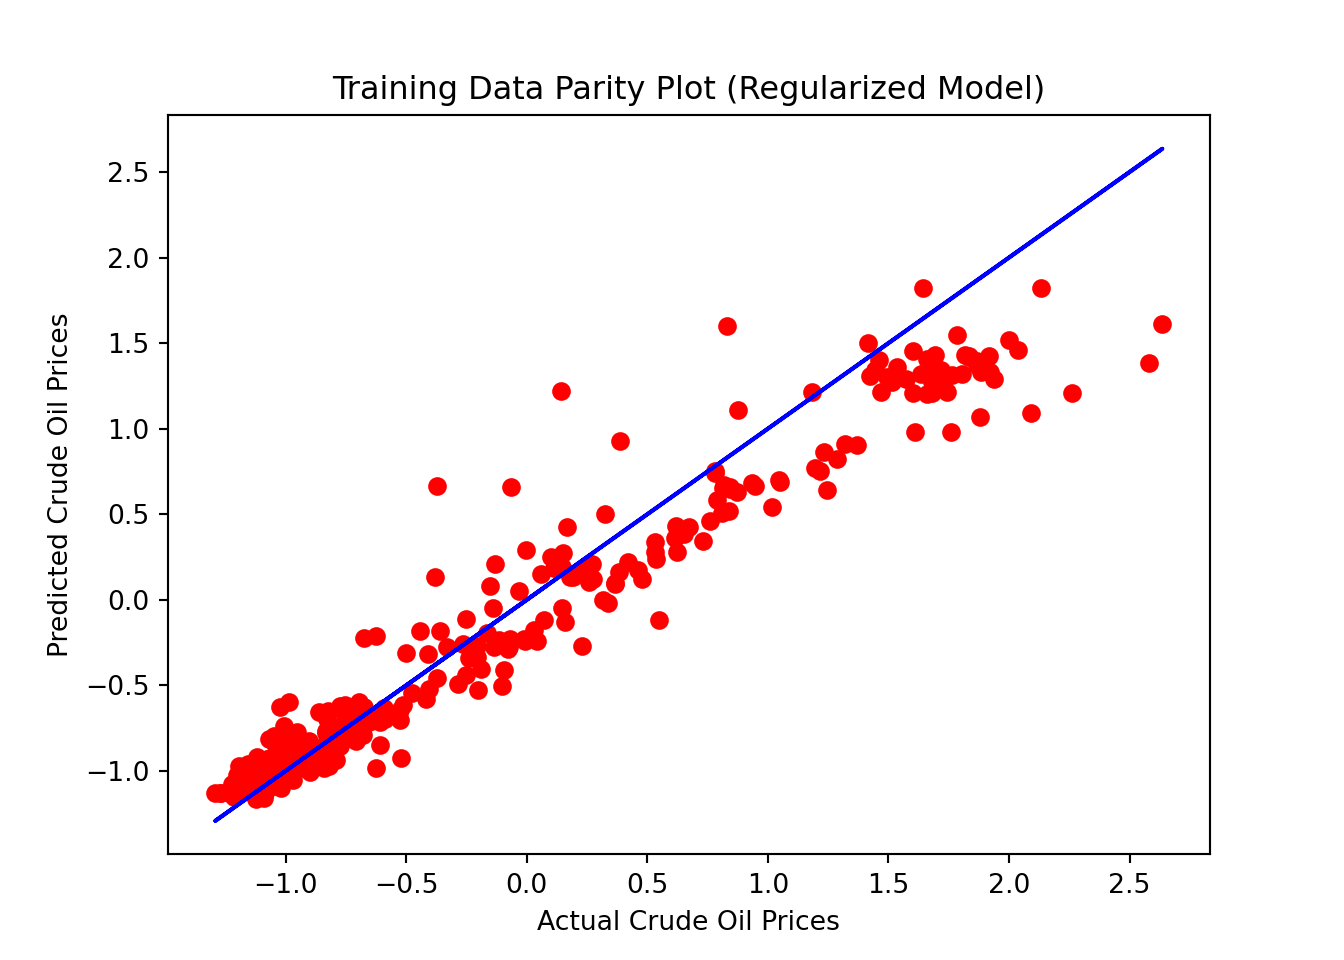 Training Data Parity Plot (Regularized Model)
2.5
2.0
1.5
1.0
0.5
0.0
−0.5
−1.0
Predicted Crude Oil Prices
−1.0 −0.5 0.0 0.5 1.0 1.5 2.0 2.5
Actual Crude Oil Prices